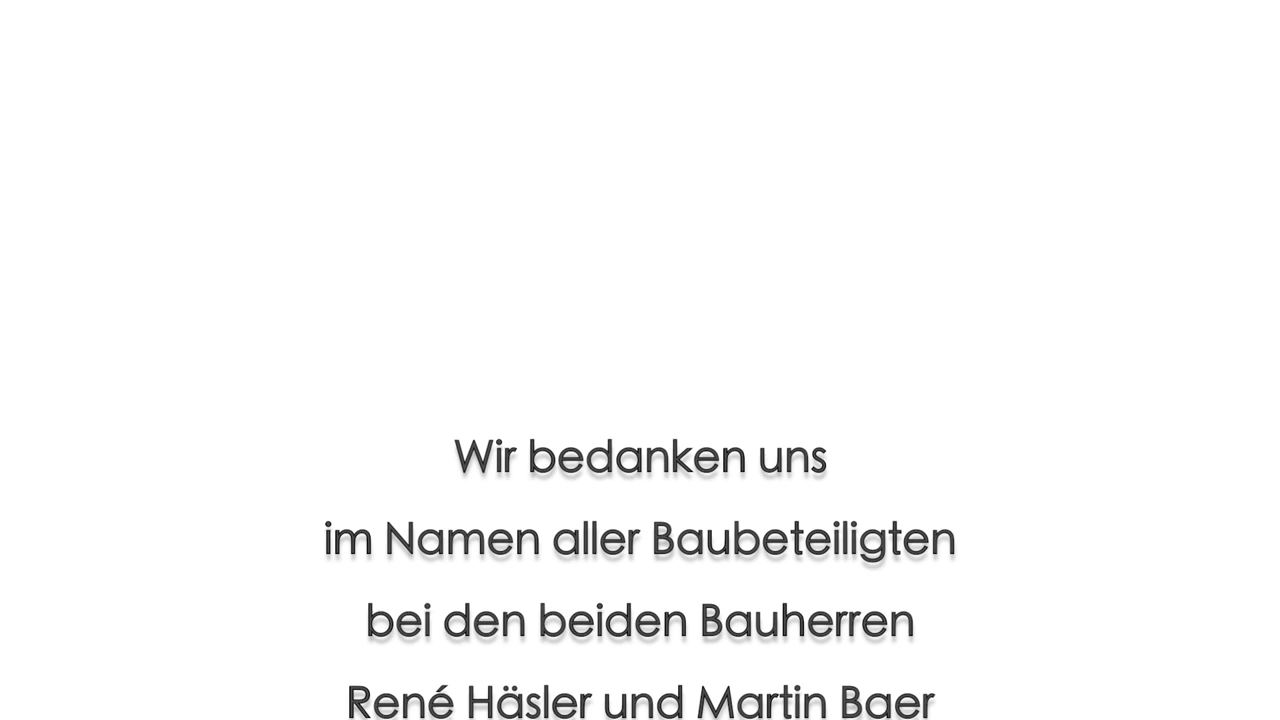 Wir bedanken uns
im Namen aller Baubeteiligten
bei den beiden Bauherren
René Häsler und Martin Baer